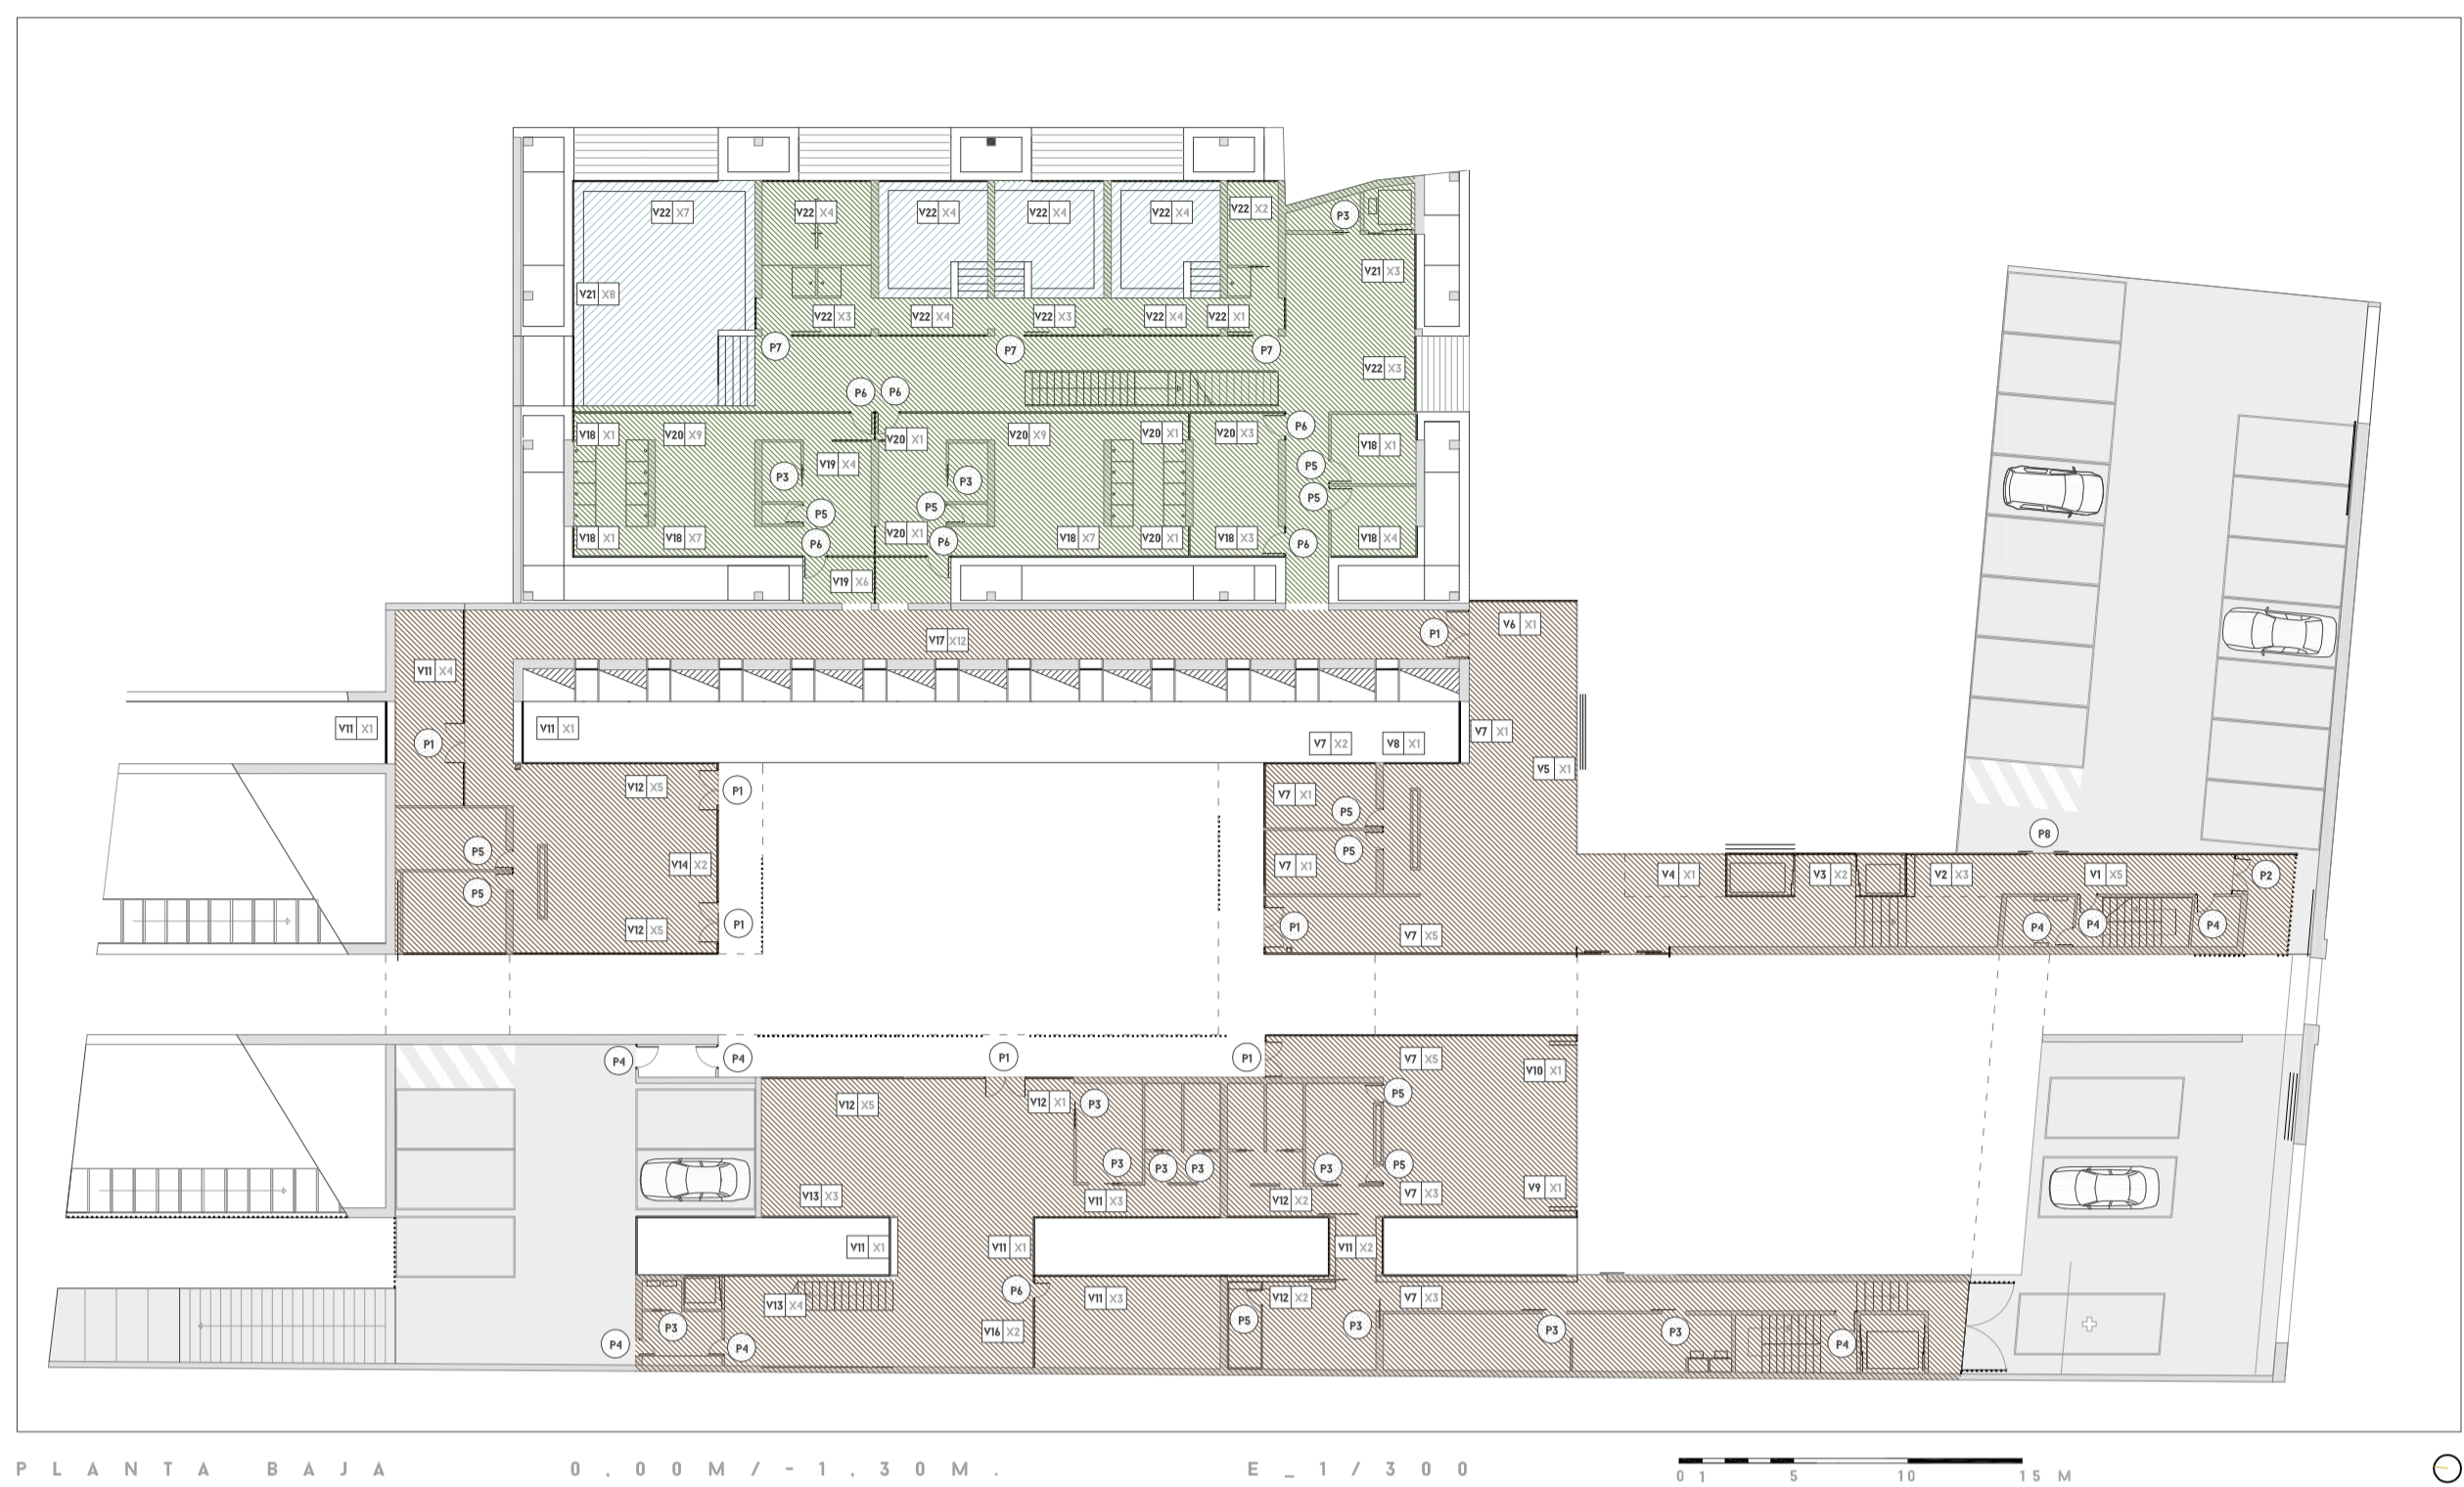 V22 X7
V22 X4
V22 X4
V22 X4
V22 X4
V22 X2
P3
V21 X3
V21 X8
V22 X3
V22 X4
V22 X3
V22 X4
V22 X1
P7
P7
P7
V22 X3
P6
P6
P6
V18 X1
V20 X9
V20 X1
V20 X9
V20 X1
V20 X3
V18 X1
V19 X4
P3
P3
P5
P5
P5
P5
V18 X1
V18 X7
P6
V20 X1
P6
V18 X7
V20 X1
V18 X3
P6
V18 X4
V19 X6
V17 X12
P1
V6 X1
V11 X4
V11 X1
P1
V11 X1
V7 X2
V8 X1
V7 X1
V5 X1
V12 X5
P1
V7 X1
P5
P8
P5
V14 X2
V7 X1
P5
V4 X1
V3 X2
V2 X3
V1 X5
P2
P5
V12 X5
P1
P1
V7 X5
P4
P4
P4
P4
P4
P1
P1
V7 X5
V10 X1
V12 X5
V12 X1
P3
P5
P3
P3
P3
P3
P5
V13 X3
V11 X3
V12 X2
V7 X3
V9 X1
V11 X1
V11 X1
V11 X2
P6
V13 X4
V11 X3
V12 X2
V7 X3
P3
P4
P4
V16 X2
P5
P3
P3
P3
P4
PLANTA BAJA 0,00M/-1,30M. E_1/300
0 1 5 10 15 M